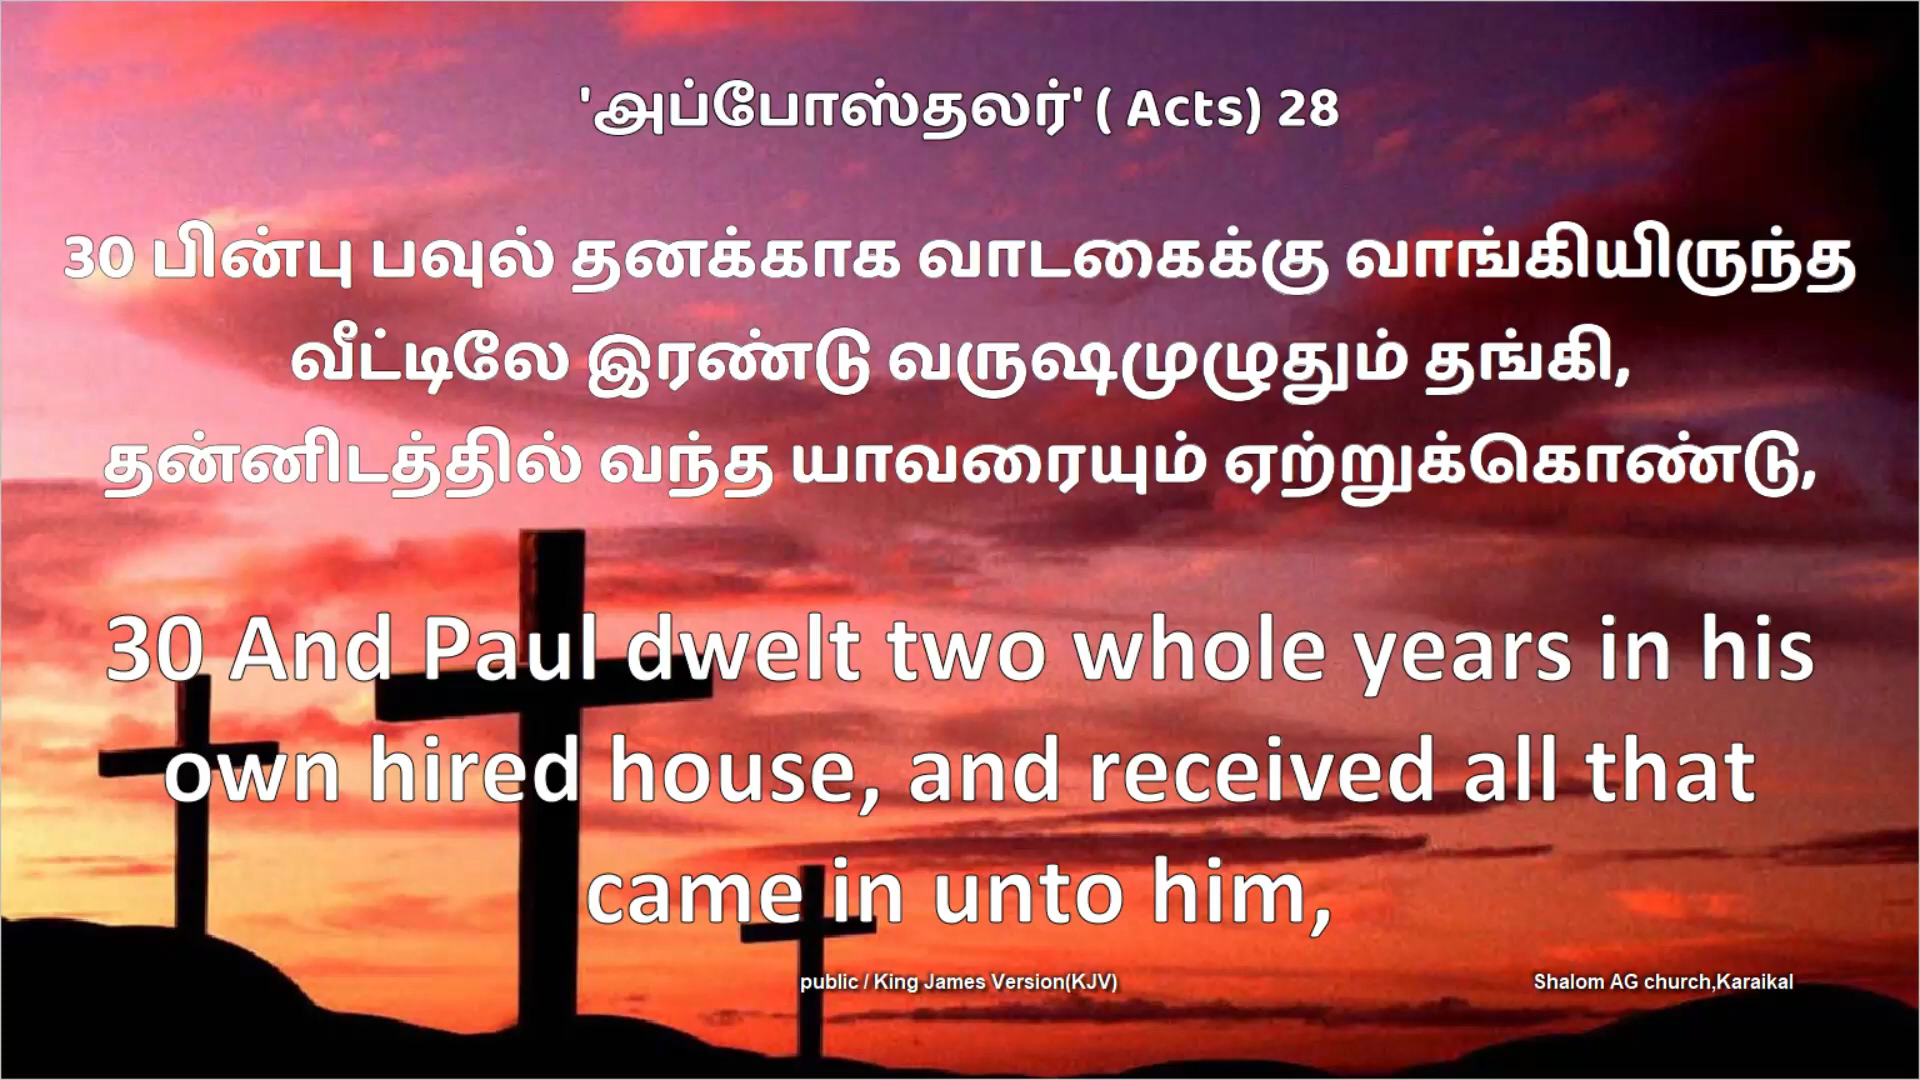 'அப்போஸ்தலர்' ( Acts) 28
30 பின்பு பவுல் தனக்காக வாடகைக்கு வாங்கியிருந்த
வீட்டிலே இரண்டு வருஷமுழுதும் தங்கி,
தன்னிடத்தில் வந்த யாவரையும் ஏற்றுக்கொண்டு,
30 And Paul dwelt two whole years in his
own hired house, and received all that
came in unto him,
public / King James Version(KJV)
Shalom AG church,Karaikal